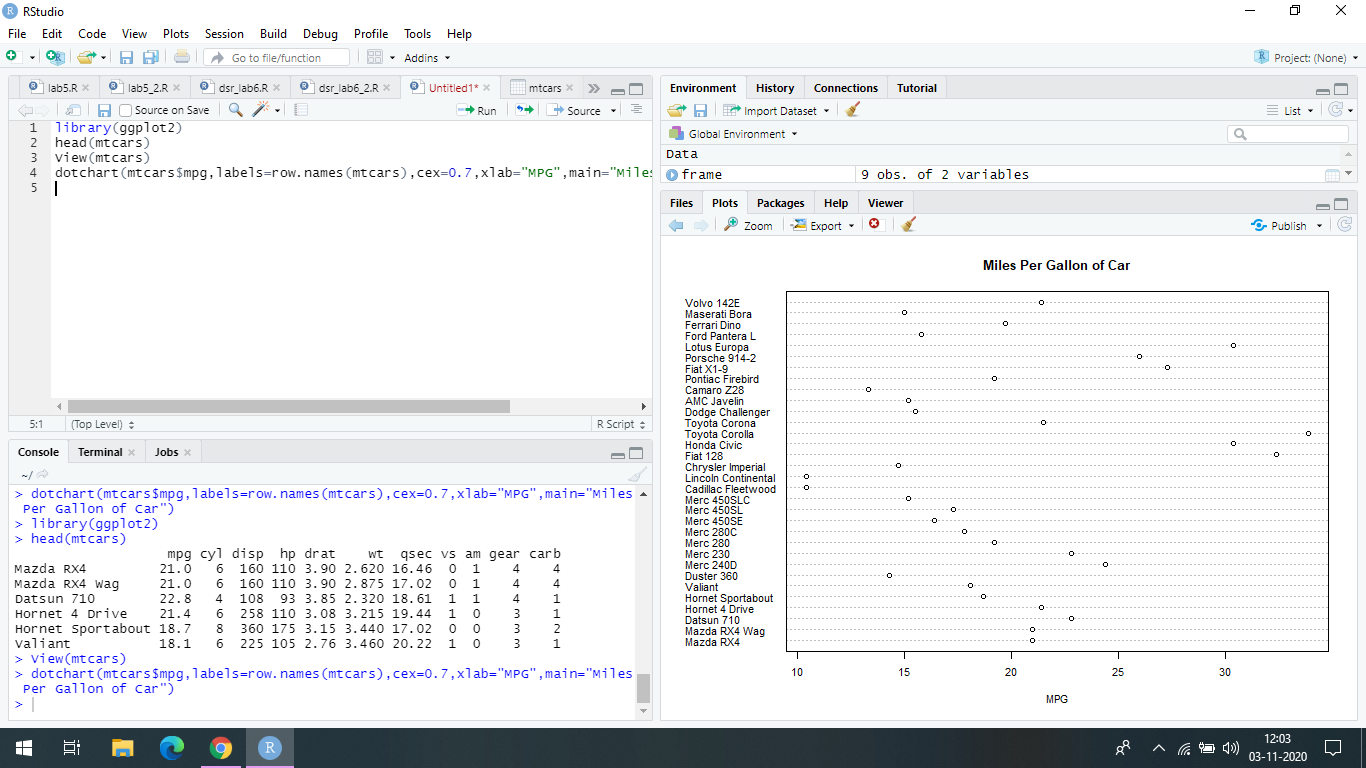 RStudio
File Edit Code View Plots Session Build Debug Profile Tools Help
Go to file/function
Addins
Project: (None)
lab5.R
lab5_2.R
dsr_lab6.R
dsr_lab6_2.R
Untitled1*
mtcars
Source on Save
Run
Source
1 library(ggplot2)
2 head(mtcars)
3 View(mtcars)
4 dotchart(mtcars$mpg,labels=row.names(mtcars),cex=0.7,xlab="MPG",main="Miles
5
5:1 (Top Level) R Script
Console Terminal Jobs
~/
> dotchart(mtcars$mpg,labels=row.names(mtcars),cex=0.7,xlab="MPG",main="Miles
Per Gallon of Car")
> library(ggplot2)
> head(mtcars)
mpg cyl disp hp drat wt qsec vs am gear carb
Mazda RX4 21.0 6 160 110 3.90 2.620 16.46 0 1 4 4
Mazda RX4 Wag 21.0 6 160 110 3.90 2.875 17.02 0 1 4 4
Datsun 710 22.8 4 108 93 3.85 2.320 18.61 1 1 4 1
Hornet 4 Drive 21.4 6 258 110 3.08 3.215 19.44 1 0 3 1
Hornet Sportabout 18.7 8 360 175 3.15 3.440 17.02 0 0 3 2
Valiant 18.1 6 225 105 2.76 3.460 20.22 1 0 3 1
> View(mtcars)
> dotchart(mtcars$mpg,labels=row.names(mtcars),cex=0.7,xlab="MPG",main="Miles
Per Gallon of Car")
>
Environment History Connections Tutorial
Import Dataset
List
Global Environment
Data
frame 9 obs. of 2 variables
Files Plots Packages Help Viewer
Zoom
Export
Publish
Miles Per Gallon of Car
Volvo 142E
Maserati Bora
Ferrari Dino
Ford Pantera L
Lotus Europa
Porsche 914-2
Fiat X1-9
Pontiac Firebird
Camaro Z28
AMC Javelin
Dodge Challenger
Toyota Corona
Toyota Corolla
Honda Civic
Fiat 128
Chrysler Imperial
Lincoln Continental
Cadillac Fleetwood
Merc 450SLC
Merc 450SL
Merc 450SE
Merc 280C
Merc 280
Merc 230
Merc 240D
Duster 360
Valiant
Hornet Sportabout
Hornet 4 Drive
Datsun 710
Mazda RX4 Wag
Mazda RX4
10 15 20 25 30
MPG
12:03
03-11-2020